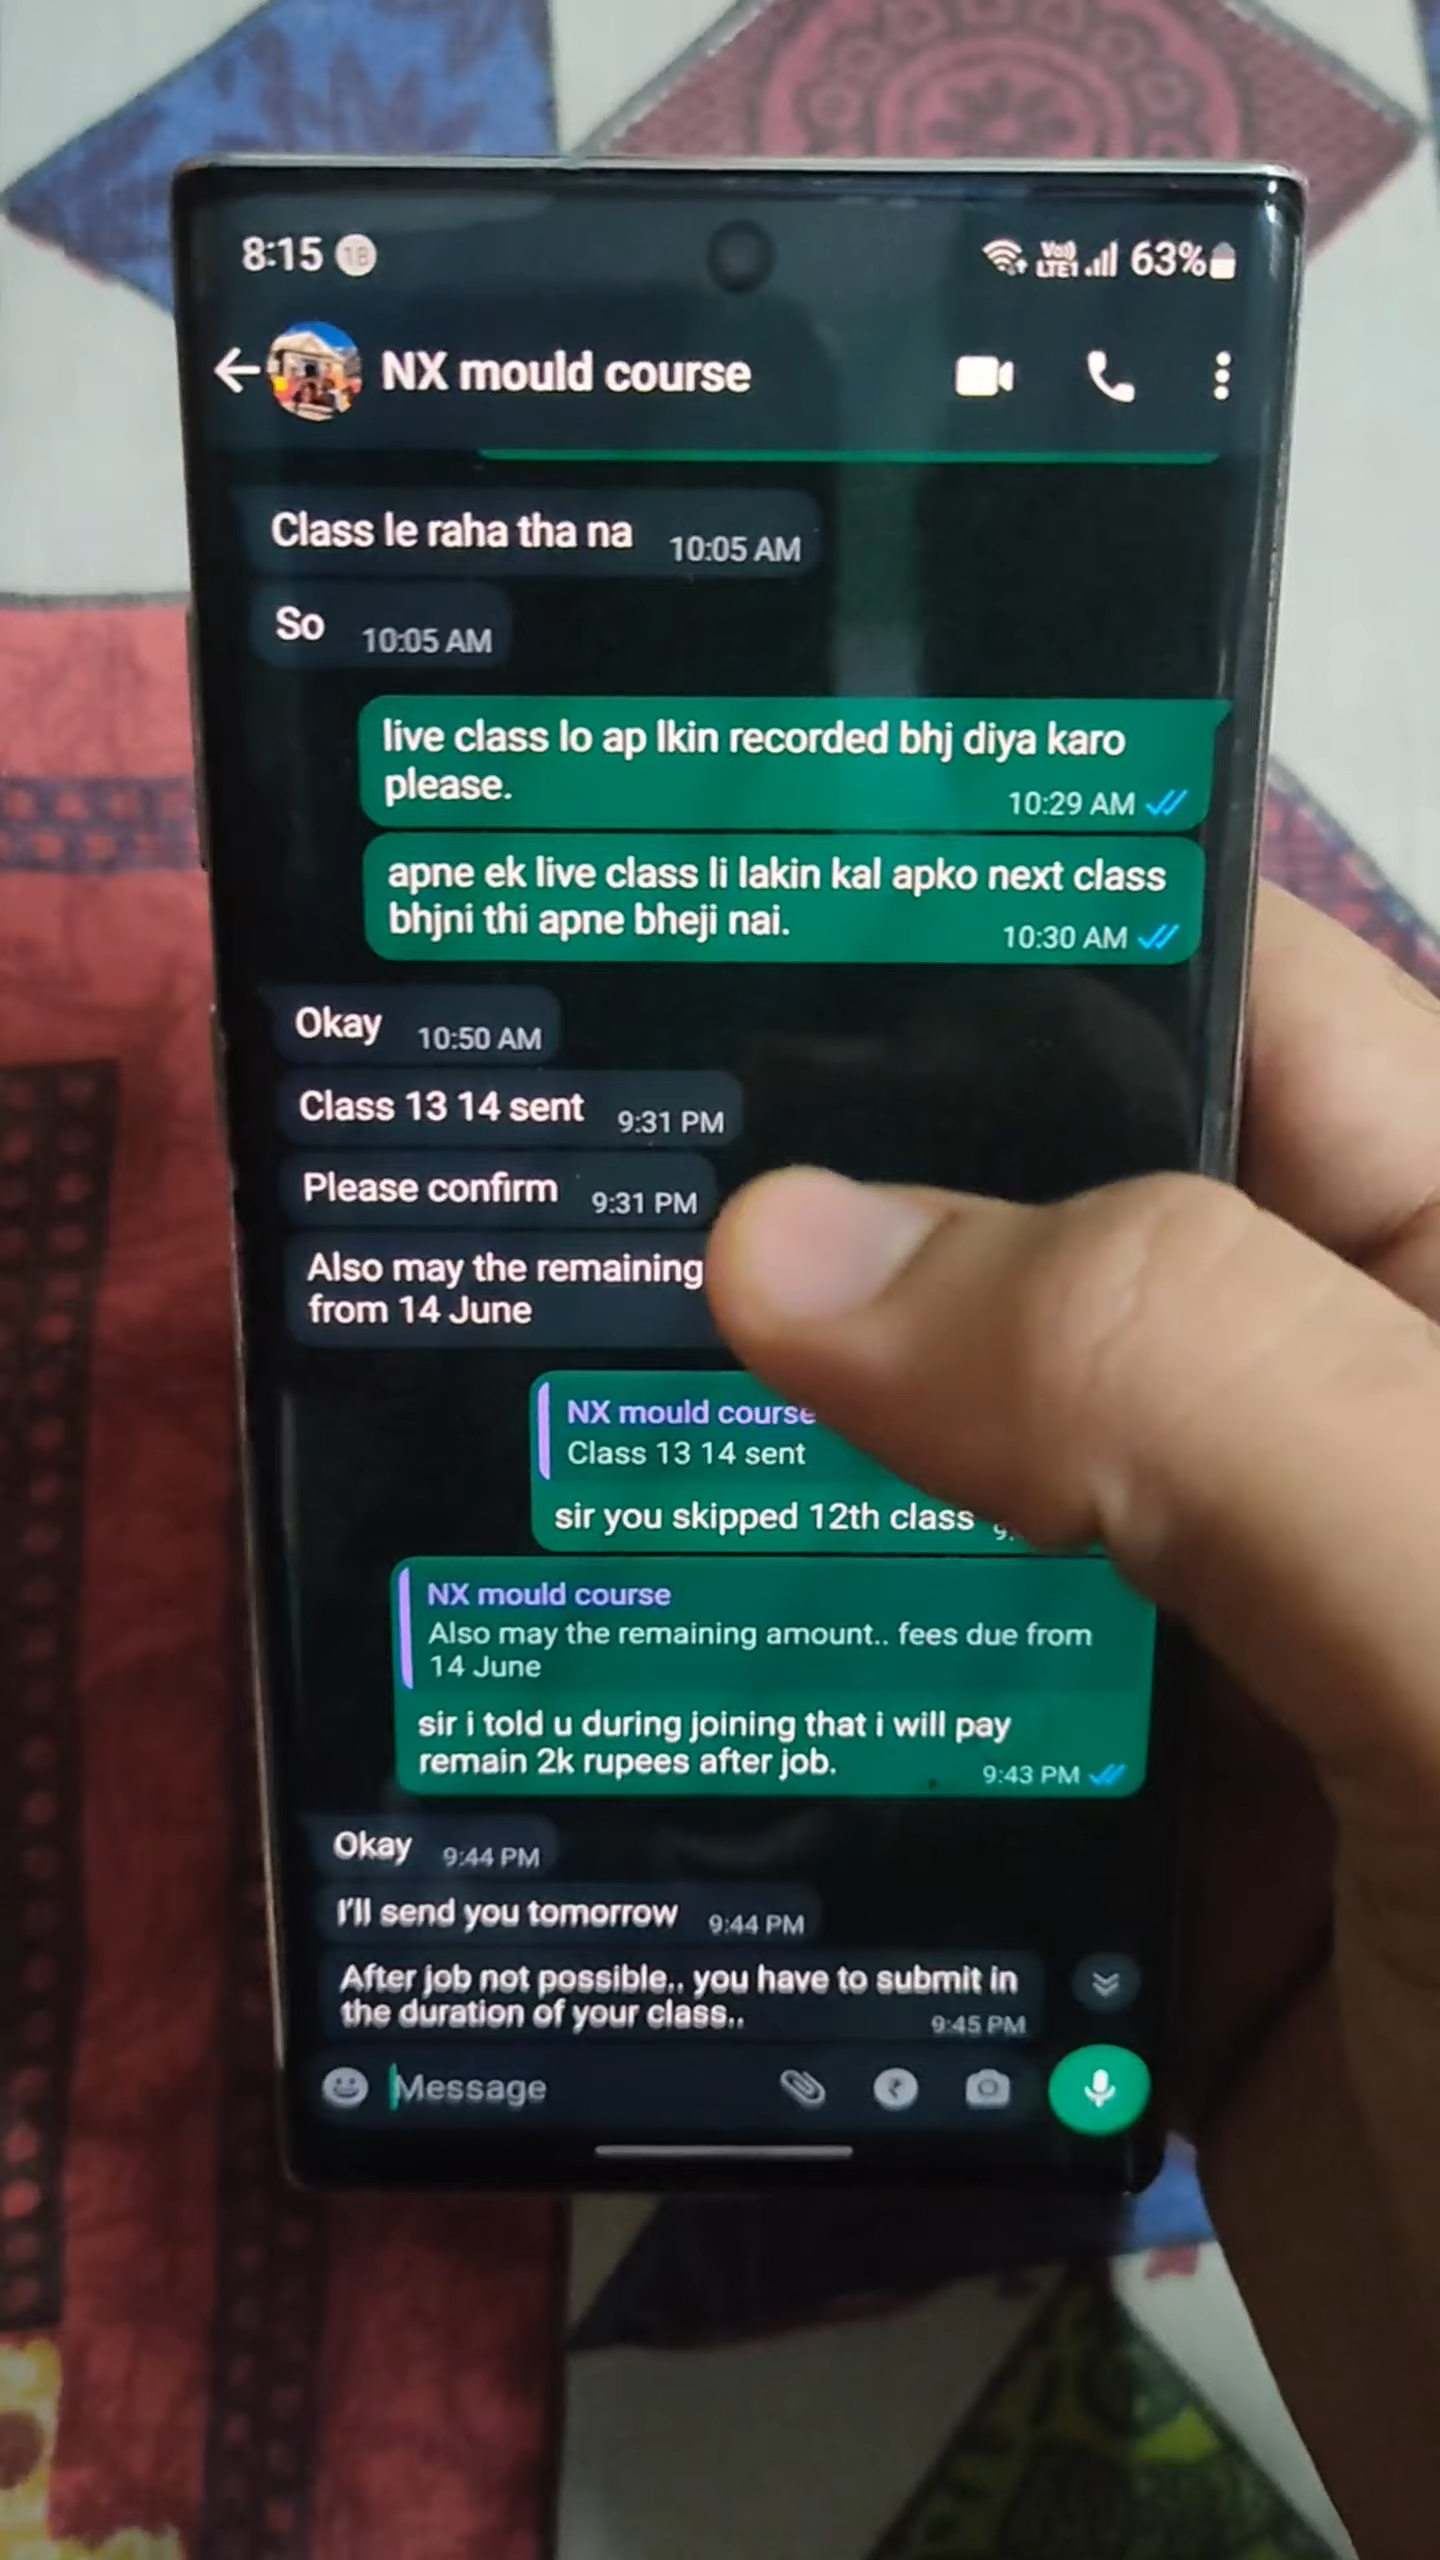 8:15 18 Vo) LTE1 63%
NX mould course
Class le raha tha na 10:05 AM
So 10:05 AM
live class lo ap lkin recorded bhj diya karo
please. 10:29 AM
apne ek live class li lakin kal apko next class
bhjni thi apne bheji nai. 10:30 AM
Okay 10:50 AM
Class 13 14 sent 9:31 PM
Please confirm 9:31 PM
Also may the remaining
from 14 June
NX mould course
Class 13 14 sent
sir you skipped 12th class 9:
NX mould course
Also may the remaining amount.. fees due from
14 June
sir i told u during joining that i will pay
remain 2k rupees after job. 9:43 PM
Okay 9:44 PM
I'll send you tomorrow 9:44 PM
After job not possible.. you have to submit in
the duration of your class.. 9:45 PM
Message